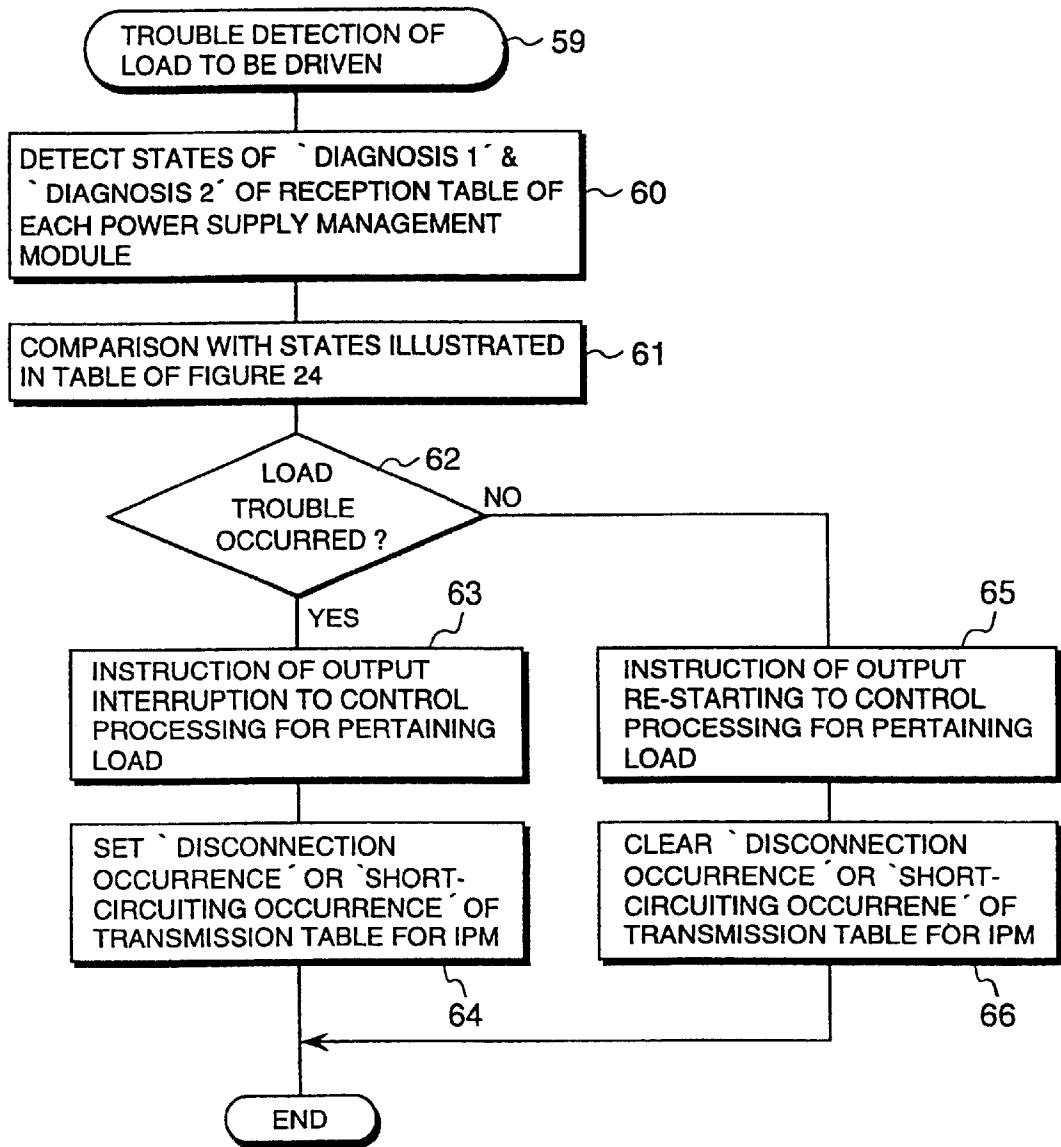 TROUBLE DETECTION OF
LOAD TO BE DRIVEN
59
DETECT STATES OF `DIAGNOSIS 1´ &
`DIAGNOSIS 2´ OF RECEPTION TABLE OF
EACH POWER SUPPLY MANAGEMENT
MODULE
60
COMPARISON WITH STATES ILLUSTRATED
IN TABLE OF FIGURE 24
61
LOAD
TROUBLE
OCCURRED ?
62
NO
YES
63
INSTRUCTION OF OUTPUT
INTERRUPTION TO CONTROL
PROCESSING FOR PERTAINING
LOAD
65
INSTRUCTION OF OUTPUT
RE-STARTING TO CONTROL
PROCESSING FOR PERTAINING
LOAD
SET `DISCONNECTION
OCCURRENCE´ OR `SHORT-
CIRCUITING OCCURRENCE´ OF
TRANSMISSION TABLE FOR IPM
64
CLEAR `DISCONNECTION
OCCURRENCE´ OR `SHORT-
CIRCUITING OCCURRENE´ OF
TRANSMISSION TABLE FOR IPM
66
END